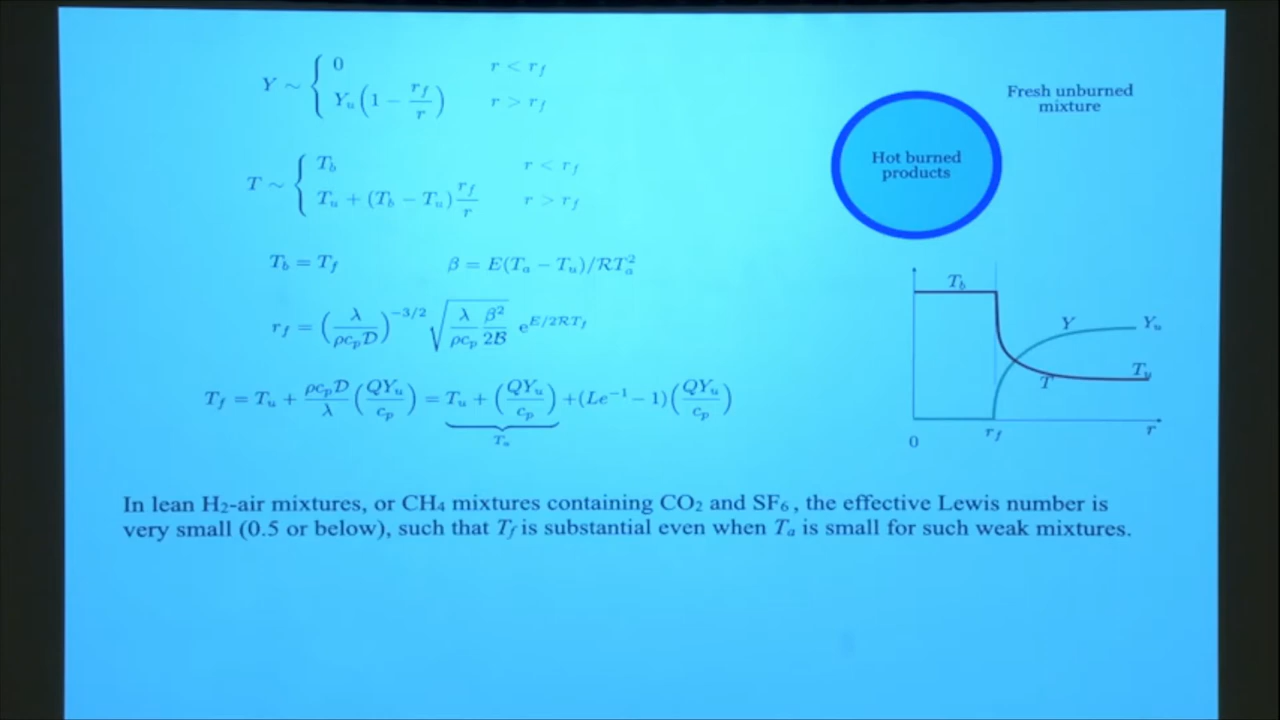 Y ~ { 0    r < r_f
Y_u (1 − r_f/r)    r > r_f
T ~ { T_b    r < r_f
T_u + (T_b − T_u) r_f/r    r > r_f
T_b = T_f    β = E(T_a − T_u)/RT_a^2
r_f = (λ/ρc_pD)^{−3/2} √(λ/ρc_p β^2/2B) e^{E/2RT_f}
T_f = T_u + ρc_pD/λ (QY_u/c_p) = T_u + (QY_u/c_p) + (Le^{−1} − 1)(QY_u/c_p)
T_a
In lean H₂-air mixtures, or CH₄ mixtures containing CO₂ and SF₆, the effective Lewis number is
very small (0.5 or below), such that T_f is substantial even when T_a is small for such weak mixtures.
Fresh unburned
mixture
Hot burned
products
T_b
Y
Y_u
T
T_u
0
r_f
r